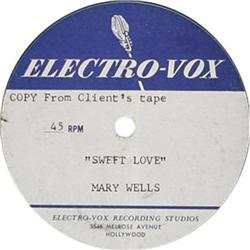 ELECTRO-VOX
COPY From Client's tape
45 RPM
"SWEET LOVE"
MARY WELLS
ELECTRO-VOX RECORDING STUDIOS
5546 MELROSE AVENUE
HOLLYWOOD